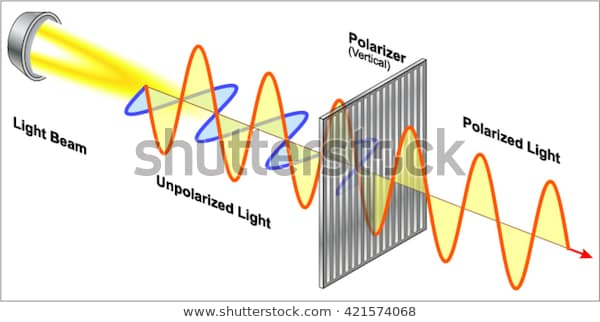 Polarizer
(Vertical)
Light Beam
Unpolarized Light
Polarized Light
shutterstock
www.shutterstock.com · 421574068